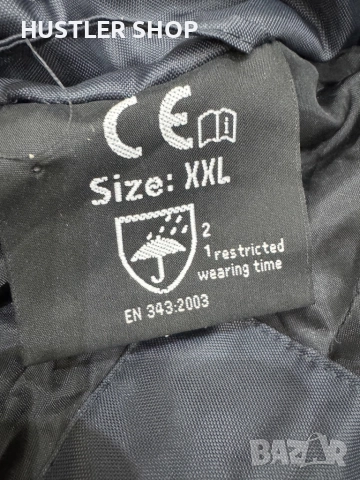 HUSTLER SHOP
CE
Size: XXL
2
1 restricted
wearing time
EN 343:2003
BAZAR